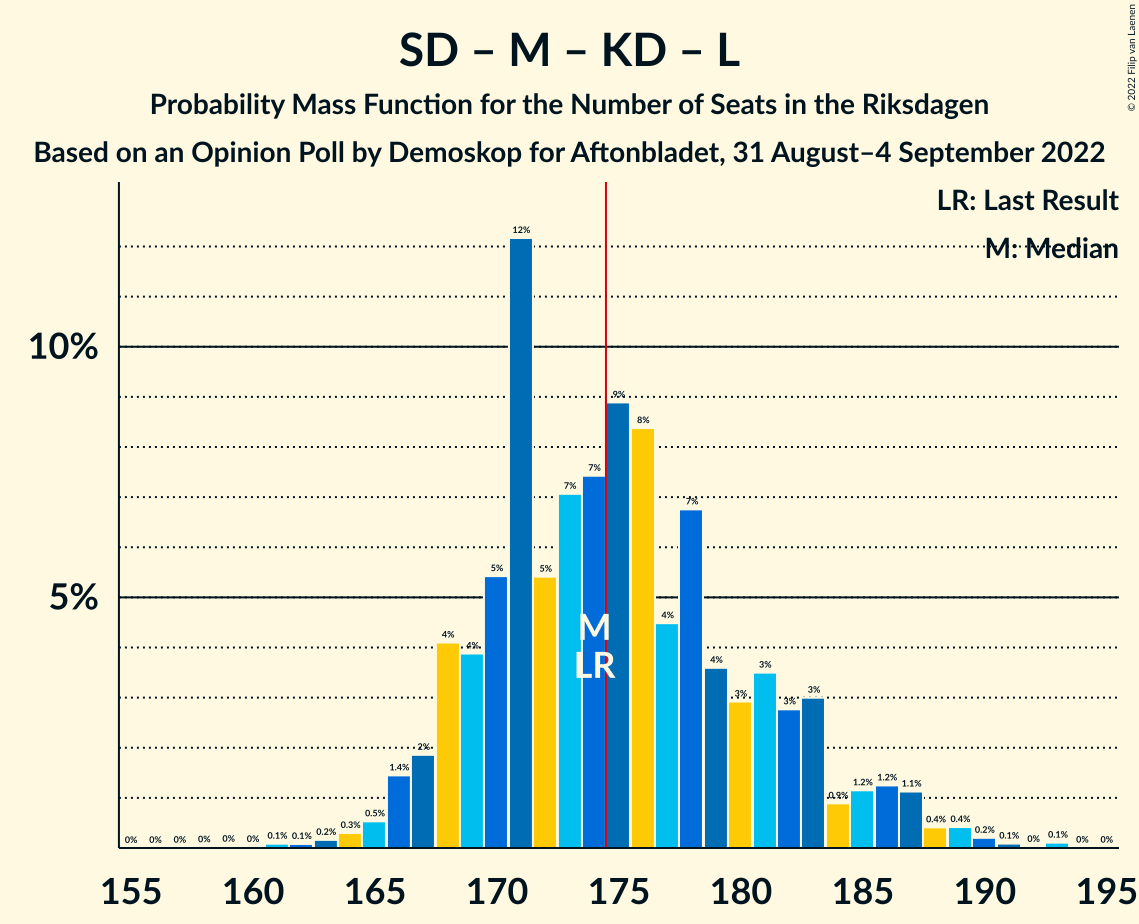 SD – M – KD – L
Probability Mass Function for the Number of Seats in the Riksdagen
Based on an Opinion Poll by Demoskop for Aftonbladet, 31 August–4 September 2022
© 2022 Filip van Laenen
LR: Last Result
M: Median
10%
5%
0% 0% 0% 0% 0% 0% 0.1% 0.1% 0.2% 0.3% 0.5% 1.4% 2% 4% 4% 5% 12% 5% 7% 7% 9% 8% 4% 7% 4% 3% 3% 3% 3% 0.9% 1.2% 1.2% 1.1% 0.4% 0.4% 0.2% 0.1% 0% 0.1% 0% 0%
M
LR
155 160 165 170 175 180 185 190 195